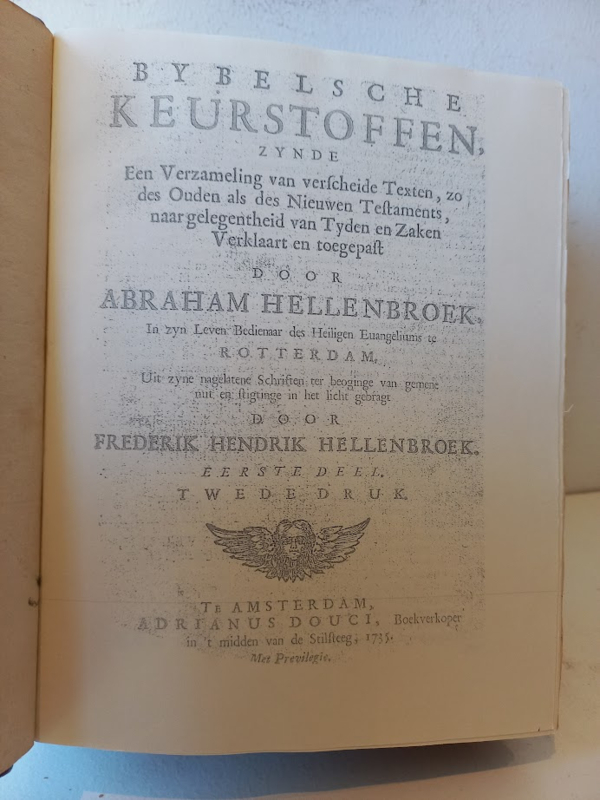 BYBELSCHE
KEURSTOFFEN,
ZYNDE
Een Verzameling van verſcheide Texten, zo
des Ouden als des Nieuwen Teſtaments,
naar gelegentheid van Tyden en Zaken
Verklaart en toegepaſt
DOOR
ABRAHAM HELLENBROEK,
In zyn Leven Bedienaar des Heiligen Euangeliums te
ROTTERDAM,
Uit zyne nagelatene Schriften ter beoginge van gemene
nut en ſtigtinge in het licht gebragt
DOOR
FREDERIK HENDRIK HELLENBROEK.
EERSTE DEEL.
TWEDE DRUK.
Te AMSTERDAM,
ADRIANUS DOUCI, Boekverkoper
in 't midden van de Stilſteeg, 1735.
Met Previlegie.